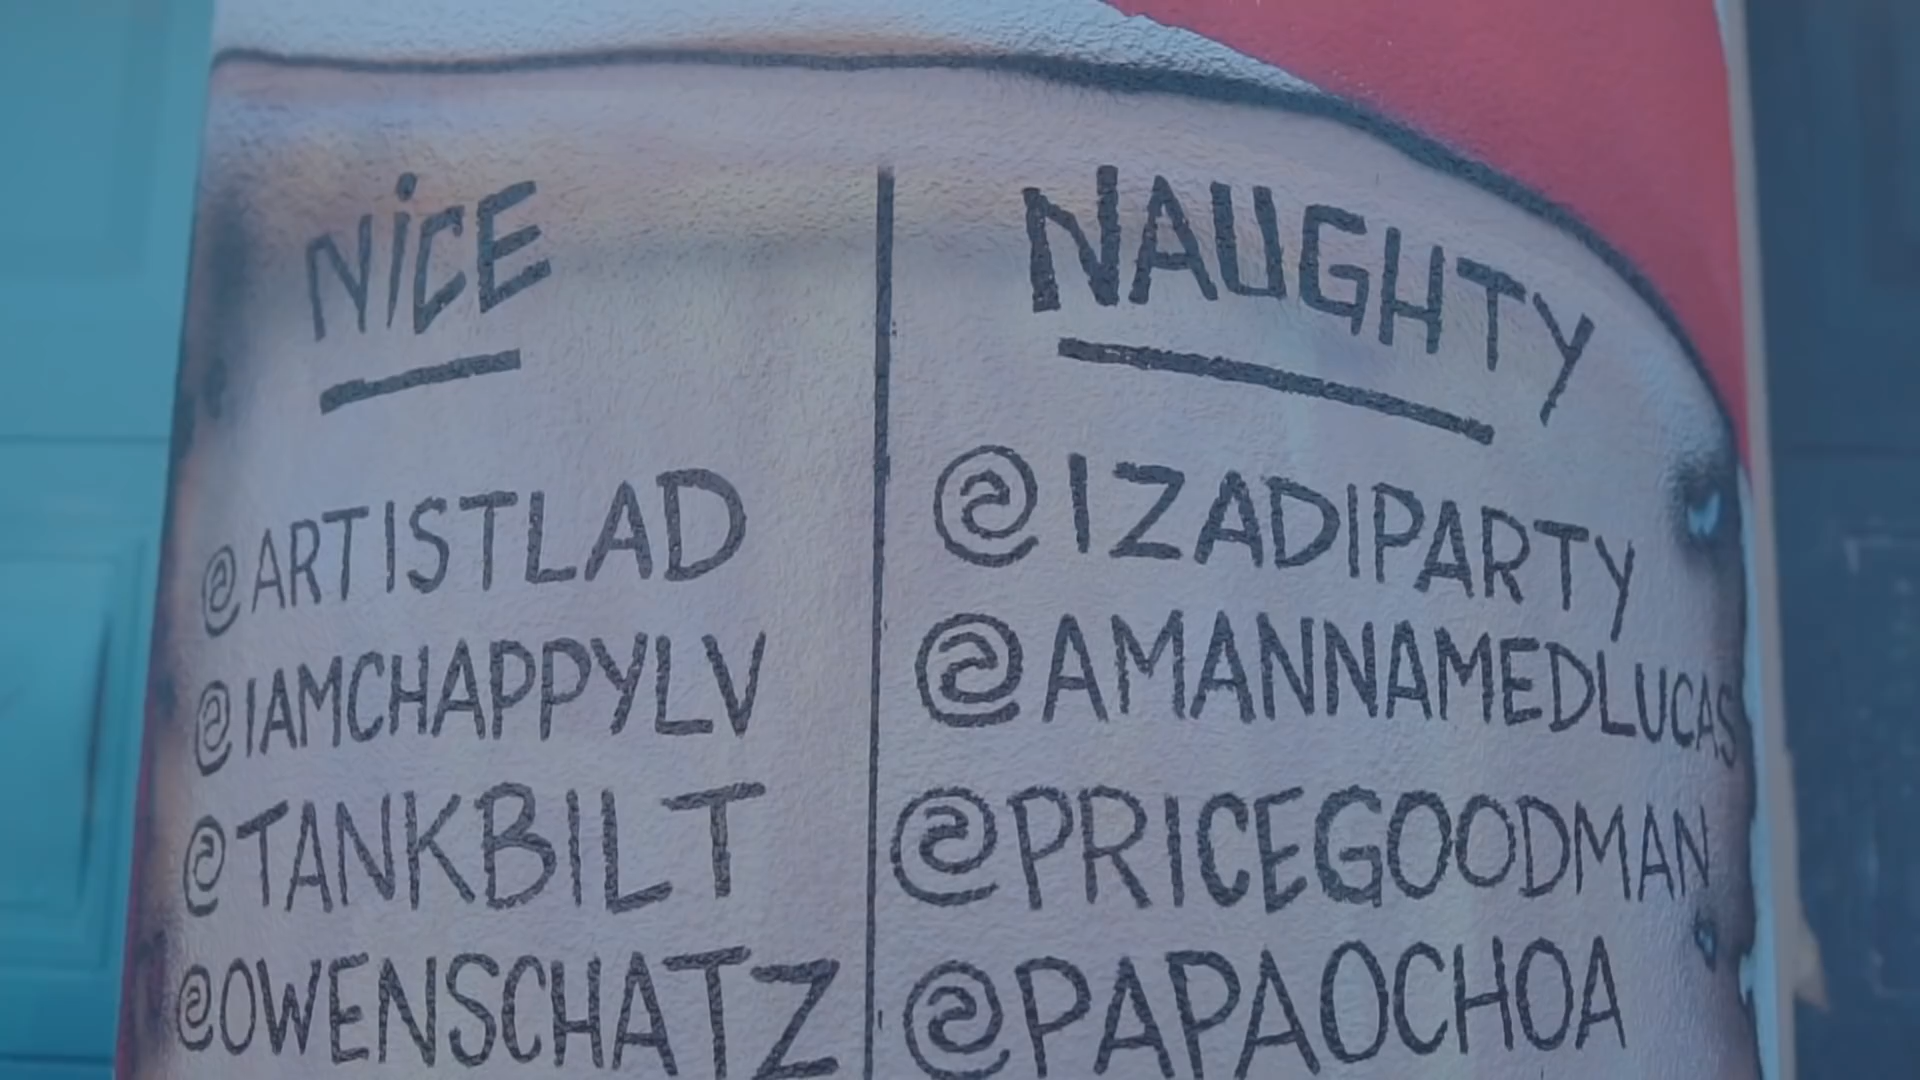 NiCE
@ARTISTLAD
@IAMCHAPPYLV
@TANKBILT
@OWENSCHATZ
NAUGHTY
@IZADIPARTY
@AMANNAMEDLUCAS
@PRICEGOODMAN
@PAPAOCHOA